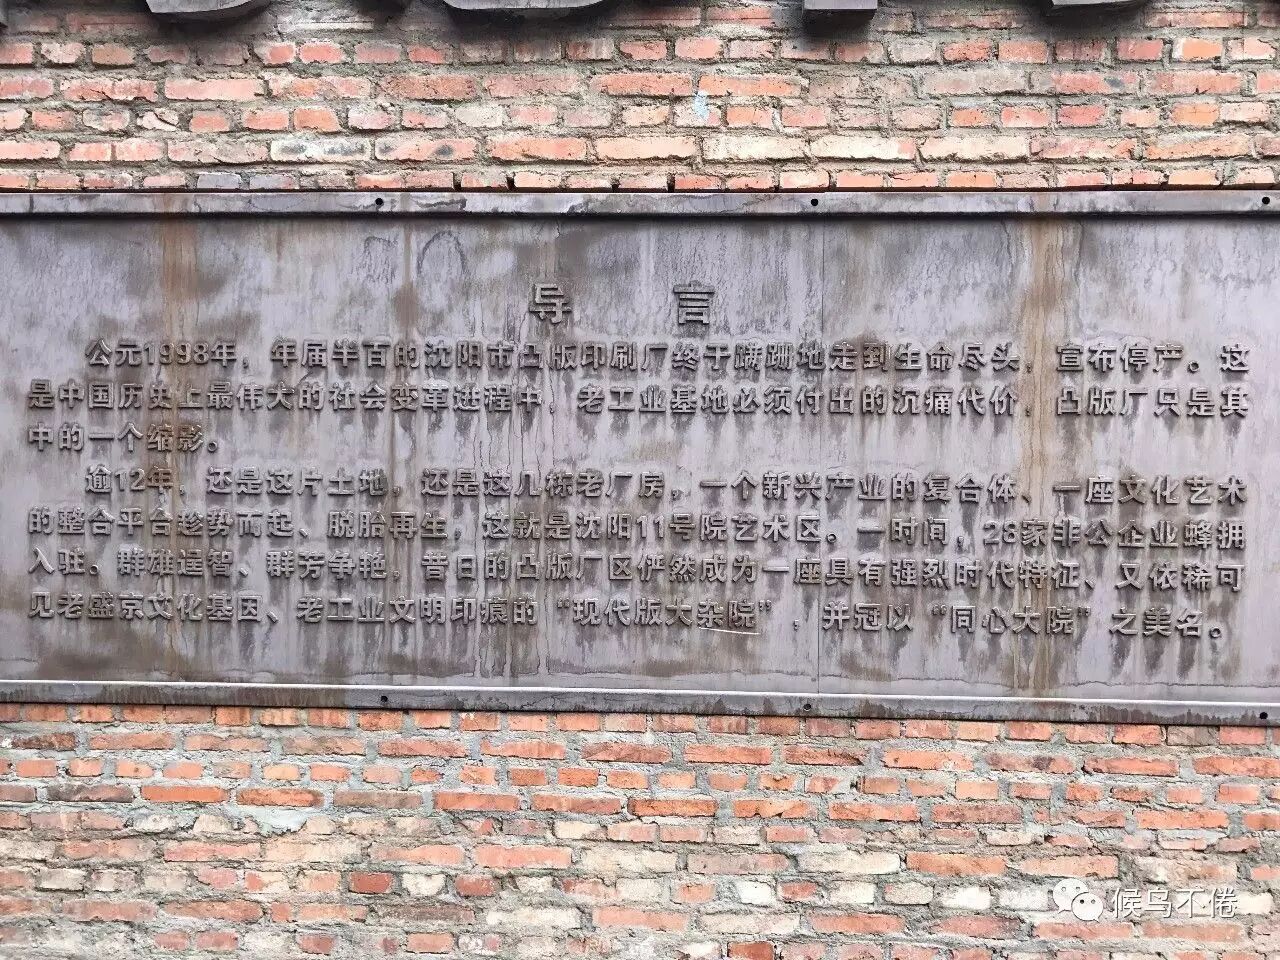 导 言
公元1998年，年届半百的沈阳市凸版印刷厂终于蹒跚地走到生命尽头，宣布停产。这
是中国历史上最伟大的社会变革进程中，老工业基地必须付出的沉痛代价，凸版厂只是其
中的一个缩影。
逾12年，还是这片土地，还是这几栋老厂房，一个新兴产业的复合体、一座文化艺术
的整合平台趁势而起、脱胎再生，这就是沈阳11号院艺术区。一时间，28家非公企业蜂拥
入驻。群雄逞智、群芳争艳，昔日的凸版厂区俨然成为一座具有强烈时代特征、又依稀可
见老盛京文化基因、老工业文明印痕的“现代版大杂院”，并冠以“同心大院”之美名。
候鸟不倦